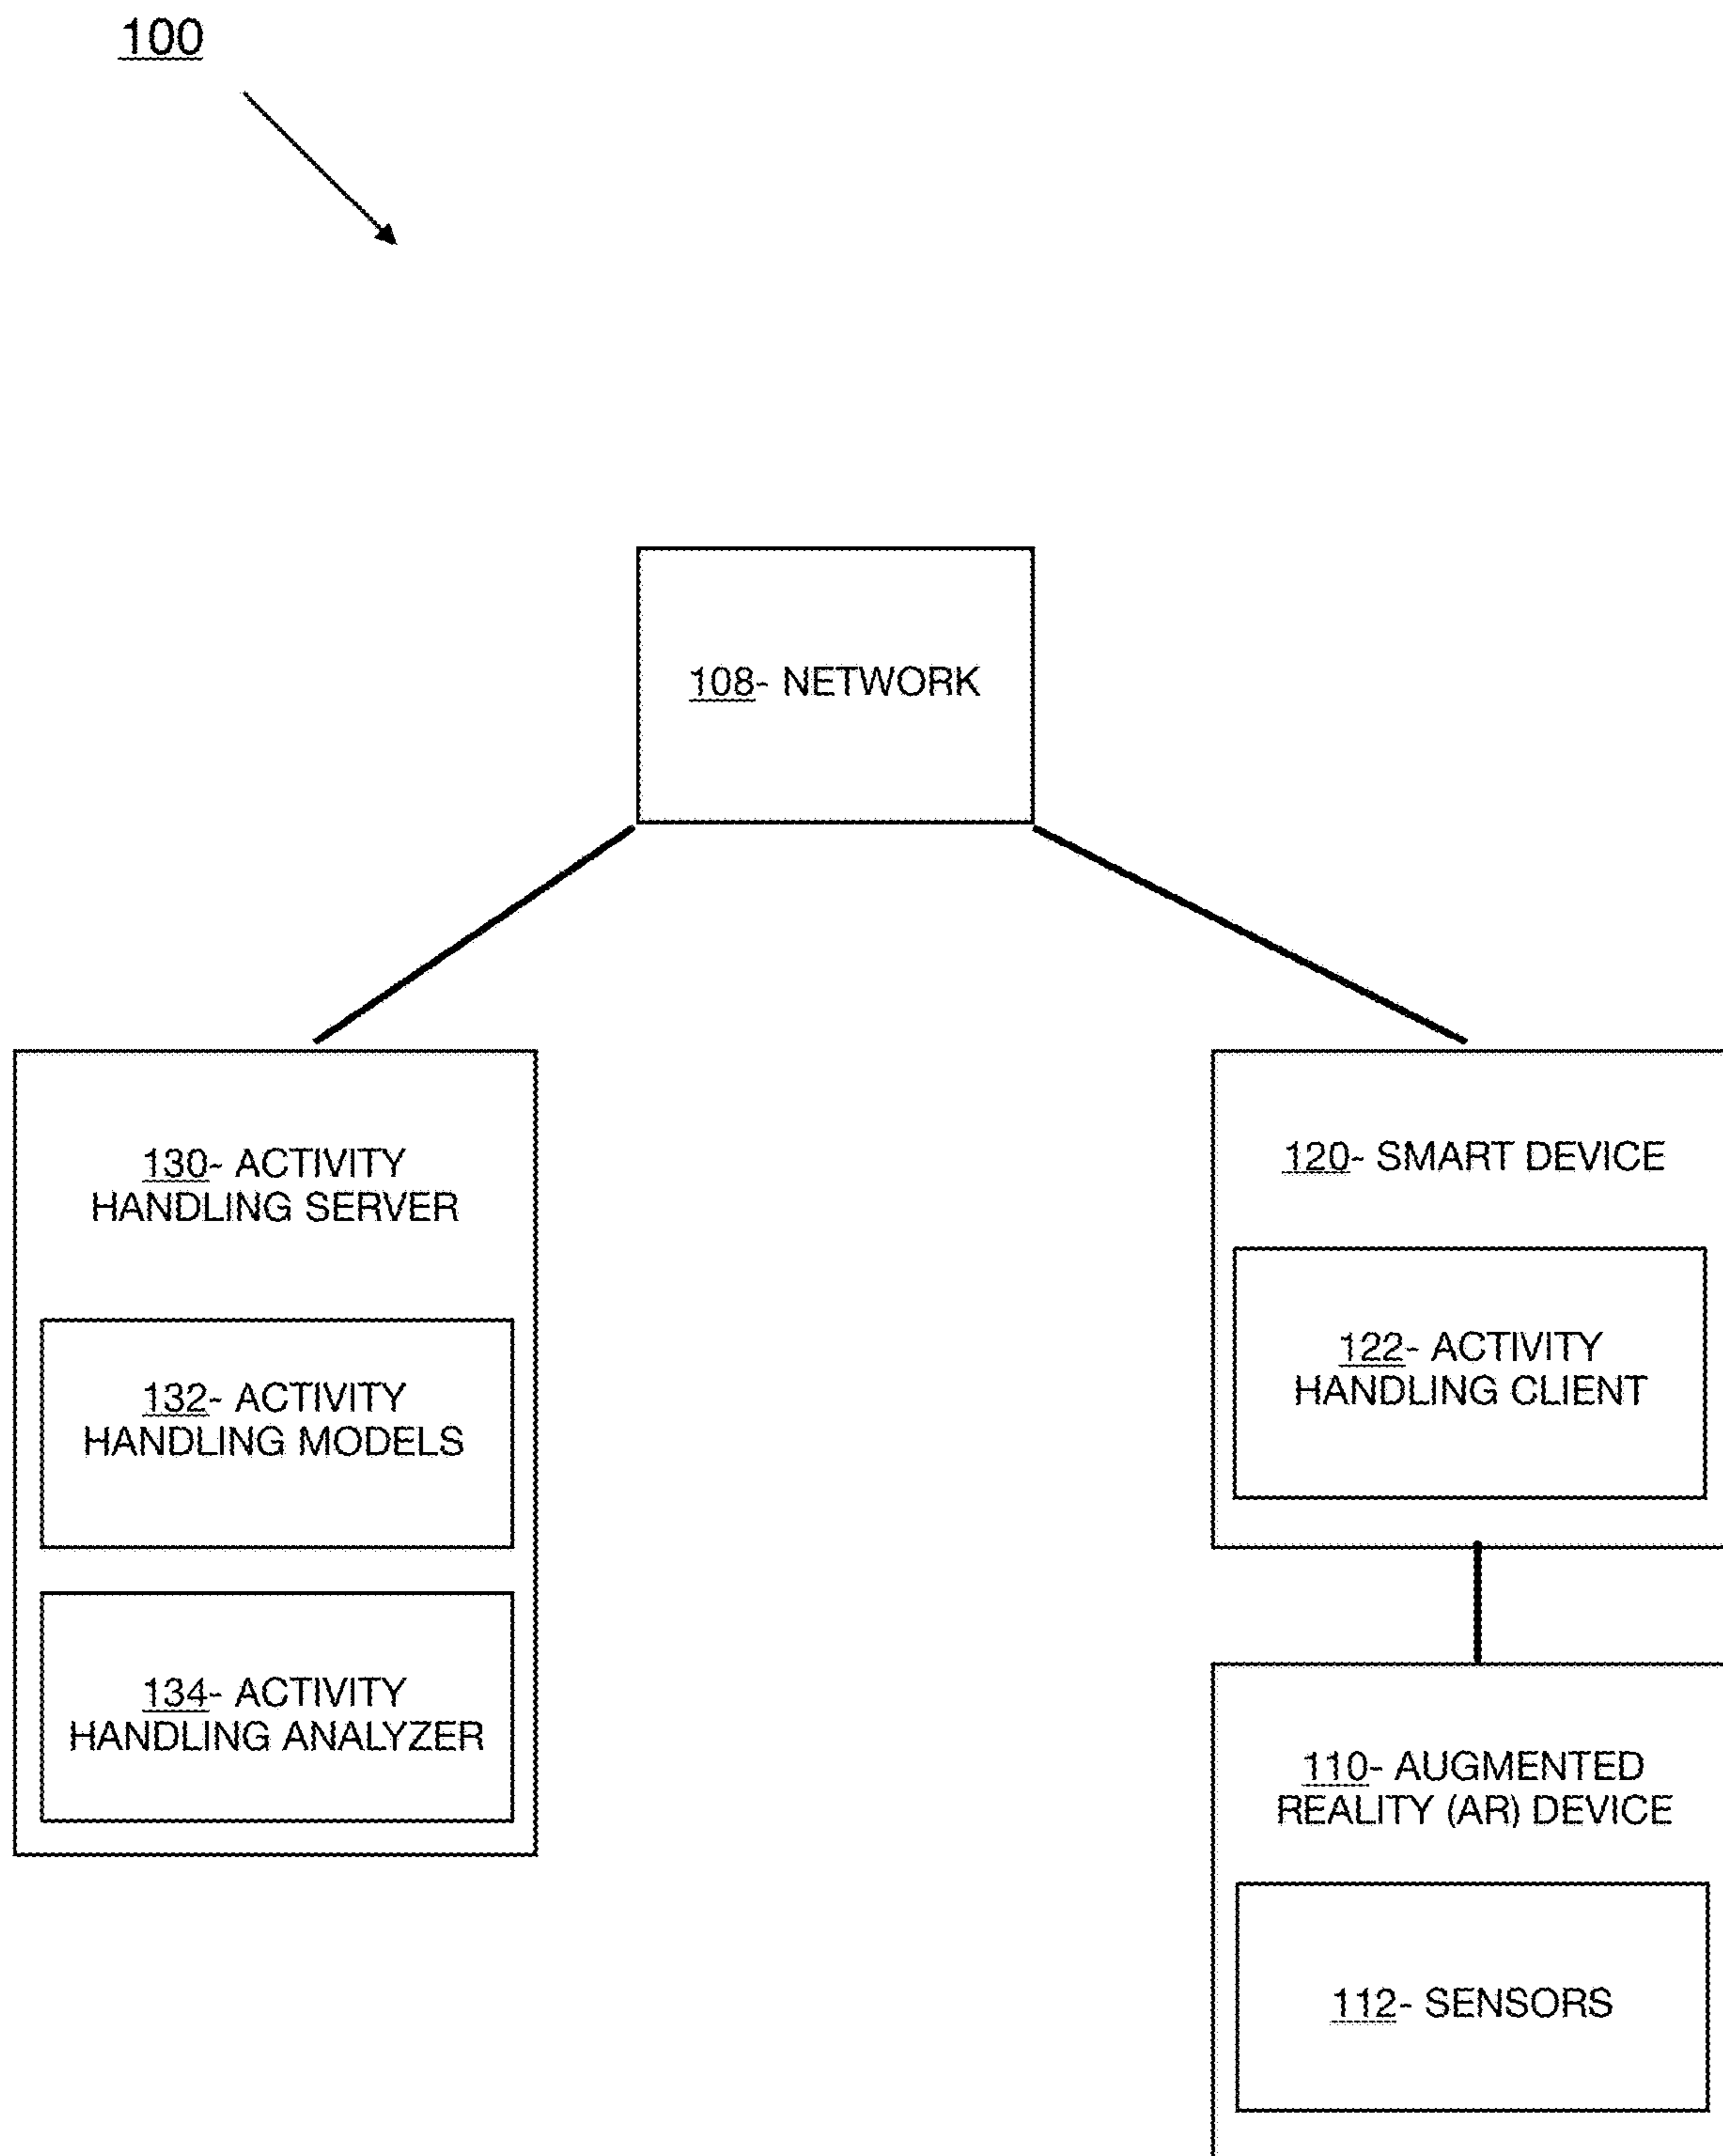 100
108- NETWORK
130- ACTIVITY
HANDLING SERVER
132- ACTIVITY
HANDLING MODELS
134- ACTIVITY
HANDLING ANALYZER
120- SMART DEVICE
122- ACTIVITY
HANDLING CLIENT
110- AUGMENTED
REALITY (AR) DEVICE
112- SENSORS